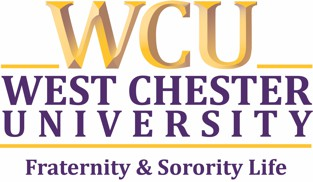 WCU
WEST CHESTER
UNIVERSITY
Fraternity & Sorority Life